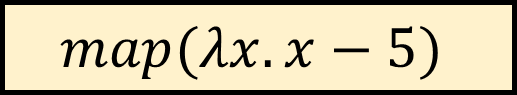 map(λx. x − 5)